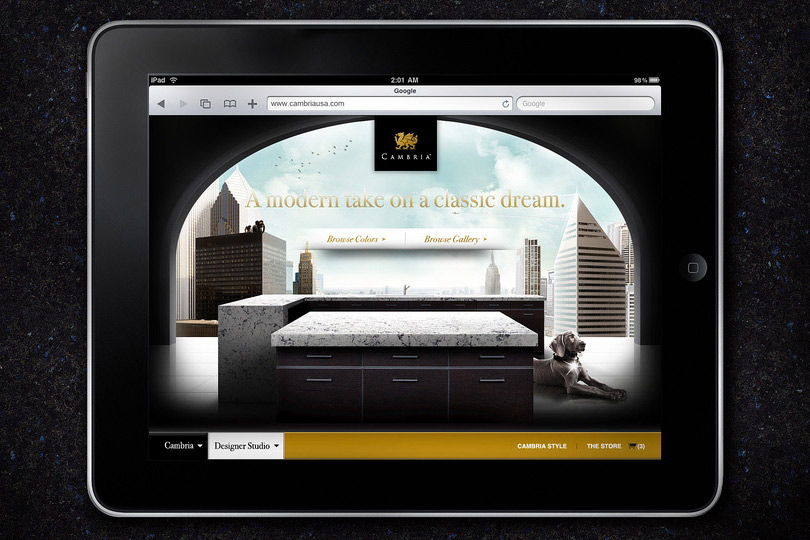 iPad
2:01 AM
98%
Google
www.cambriausa.com
Google
CAMBRIA
A modern take on a classic dream.
Browse Colors
Browse Gallery
Cambria
Designer Studio
CAMBRIA STYLE
THE STORE
(3)